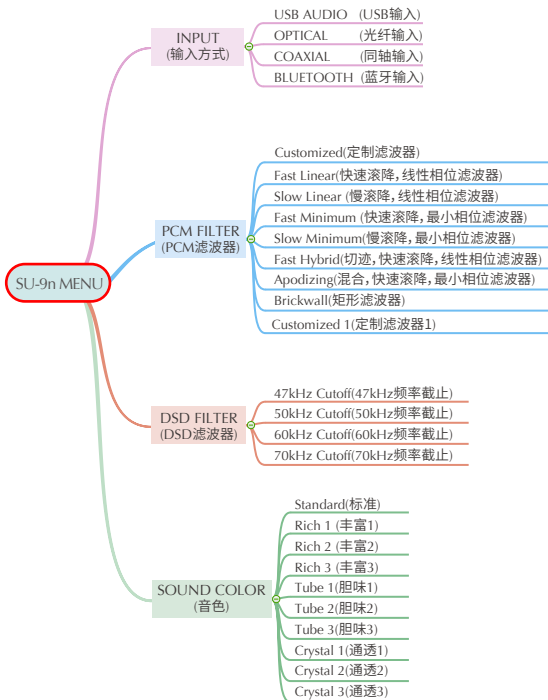 SU-9n MENU
INPUT
(输入方式)
USB AUDIO (USB输入)
OPTICAL (光纤输入)
COAXIAL (同轴输入)
BLUETOOTH (蓝牙输入)
PCM FILTER
(PCM滤波器)
Customized(定制滤波器)
Fast Linear(快速滚降,线性相位滤波器)
Slow Linear (慢滚降,线性相位滤波器)
Fast Minimum (快速滚降,最小相位滤波器)
Slow Minimum(慢滚降,最小相位滤波器)
Fast Hybrid(切迹,快速滚降,线性相位滤波器)
Apodizing(混合,快速滚降,最小相位滤波器)
Brickwall(矩形滤波器)
Customized 1(定制滤波器1)
DSD FILTER
(DSD滤波器)
47kHz Cutoff(47kHz频率截止)
50kHz Cutoff(50kHz频率截止)
60kHz Cutoff(60kHz频率截止)
70kHz Cutoff(70kHz频率截止)
SOUND COLOR
(音色)
Standard(标准)
Rich 1 (丰富1)
Rich 2 (丰富2)
Rich 3 (丰富3)
Tube 1(胆味1)
Tube 2(胆味2)
Tube 3(胆味3)
Crystal 1(通透1)
Crystal 2(通透2)
Crystal 3(通透3)